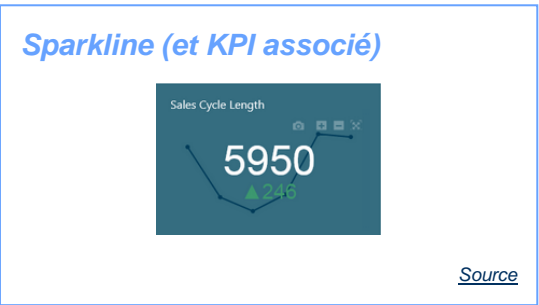 Sparkline (et KPI associé)
Sales Cycle Length
5950
▲246
Source